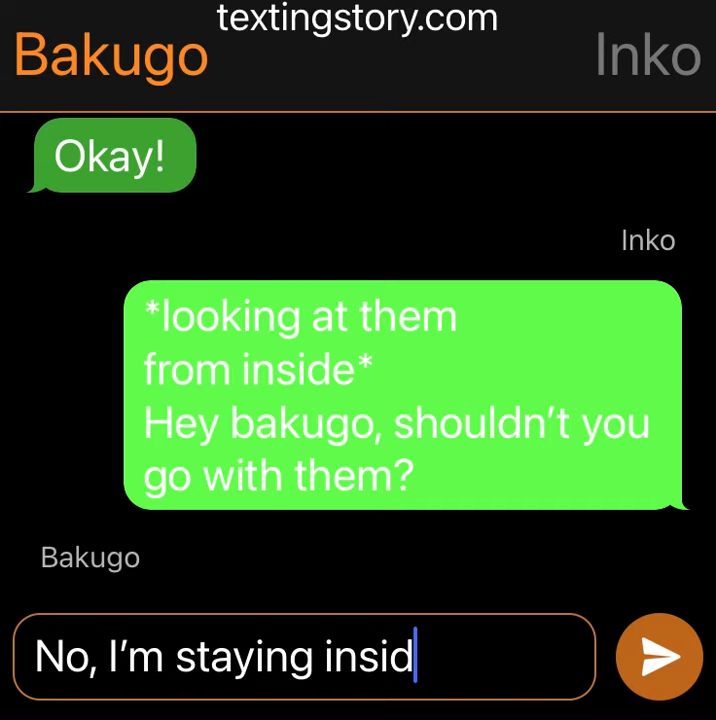 textingstory.com
Bakugo
Inko
Okay!
Inko
*looking at them
from inside*
Hey bakugo, shouldn’t you
go with them?
Bakugo
No, I’m staying insid